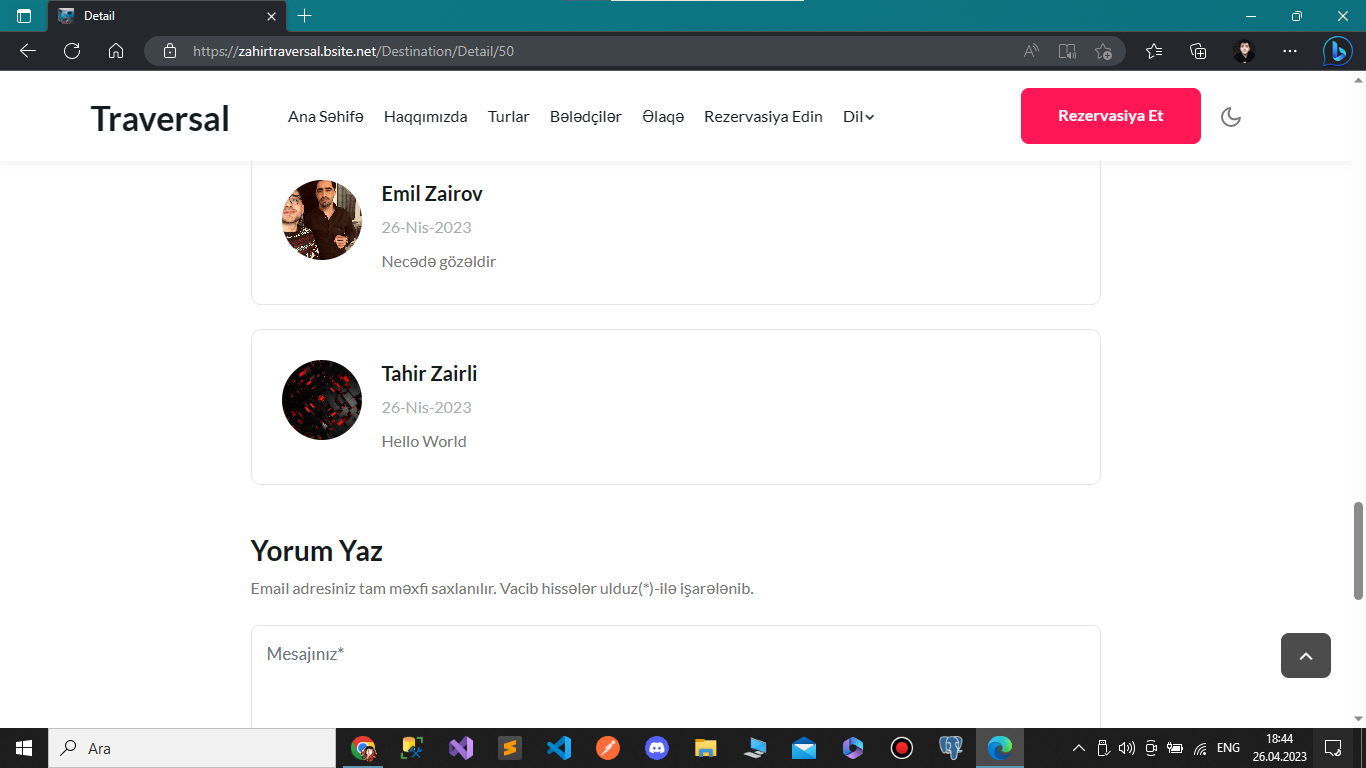 Detail
https://zahirtraversal.bsite.net/Destination/Detail/50
Traversal
Ana Səhifə
Haqqımızda
Turlar
Bələdçilər
Əlaqə
Rezervasiya Edin
Dil
Rezervasiya Et
Emil Zairov
26-Nis-2023
Necədə gözəldir
Tahir Zairli
26-Nis-2023
Hello World
Yorum Yaz
Email adresiniz tam məxfi saxlanılır. Vacib hissələr ulduz(*)-ilə işarələnib.
Mesajınız*
Ara
ENG
18:44
26.04.2023